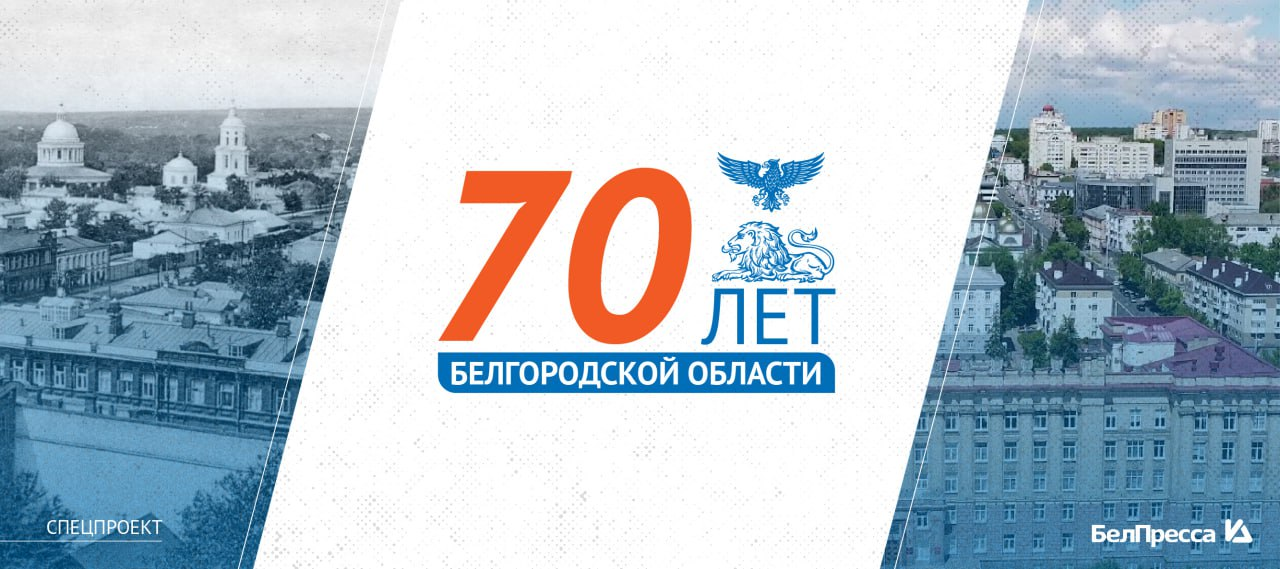 70
ЛЕТ
БЕЛГОРОДСКОЙ ОБЛАСТИ
СПЕЦПРОЕКТ
БелПресса